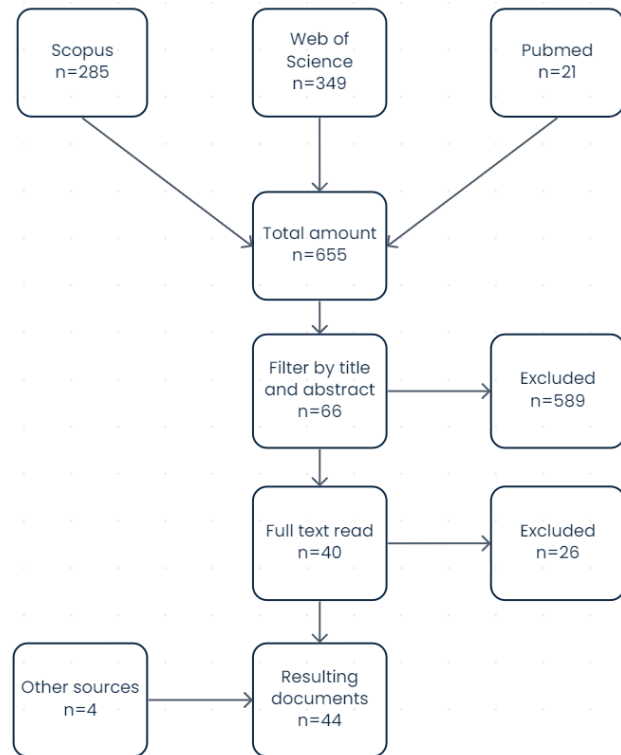 Scopus
n=285
Web of
Science
n=349
Pubmed
n=21
Total amount
n=655
Filter by title
and abstract
n=66
Excluded
n=589
Full text read
n=40
Excluded
n=26
Other sources
n=4
Resulting
documents
n=44